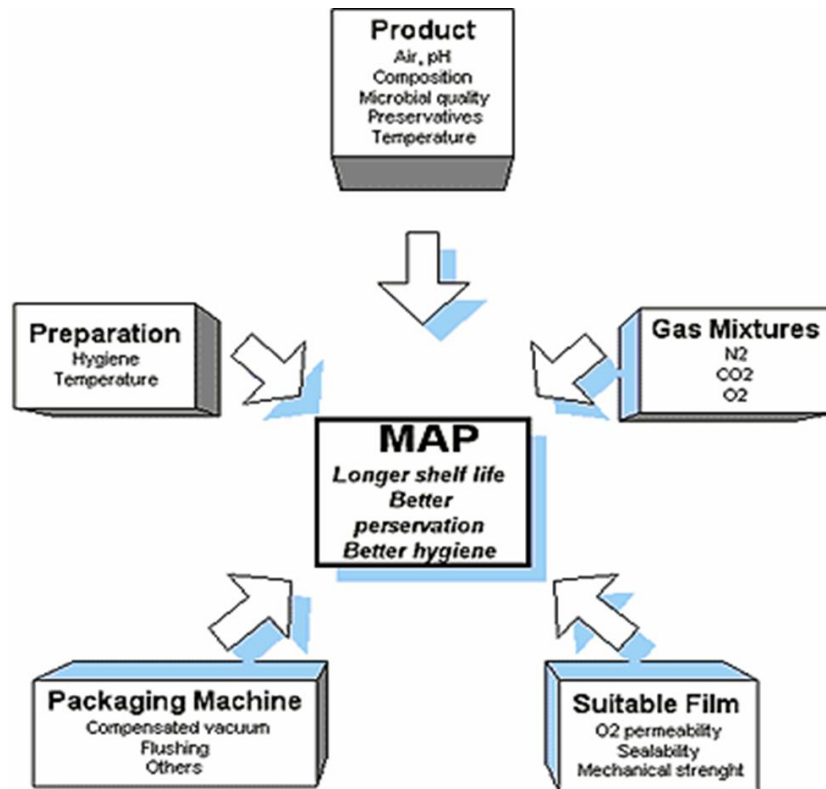 Product
Air, pH
Composition
Microbial quality
Preservatives
Temperature
Preparation
Hygiene
Temperature
Gas Mixtures
N2
CO2
O2
MAP
Longer shelf life
Better
perservation
Better hygiene
Packaging Machine
Compensated vacuum
Flushing
Others
Suitable Film
O2 permeability
Sealability
Mechanical strenght